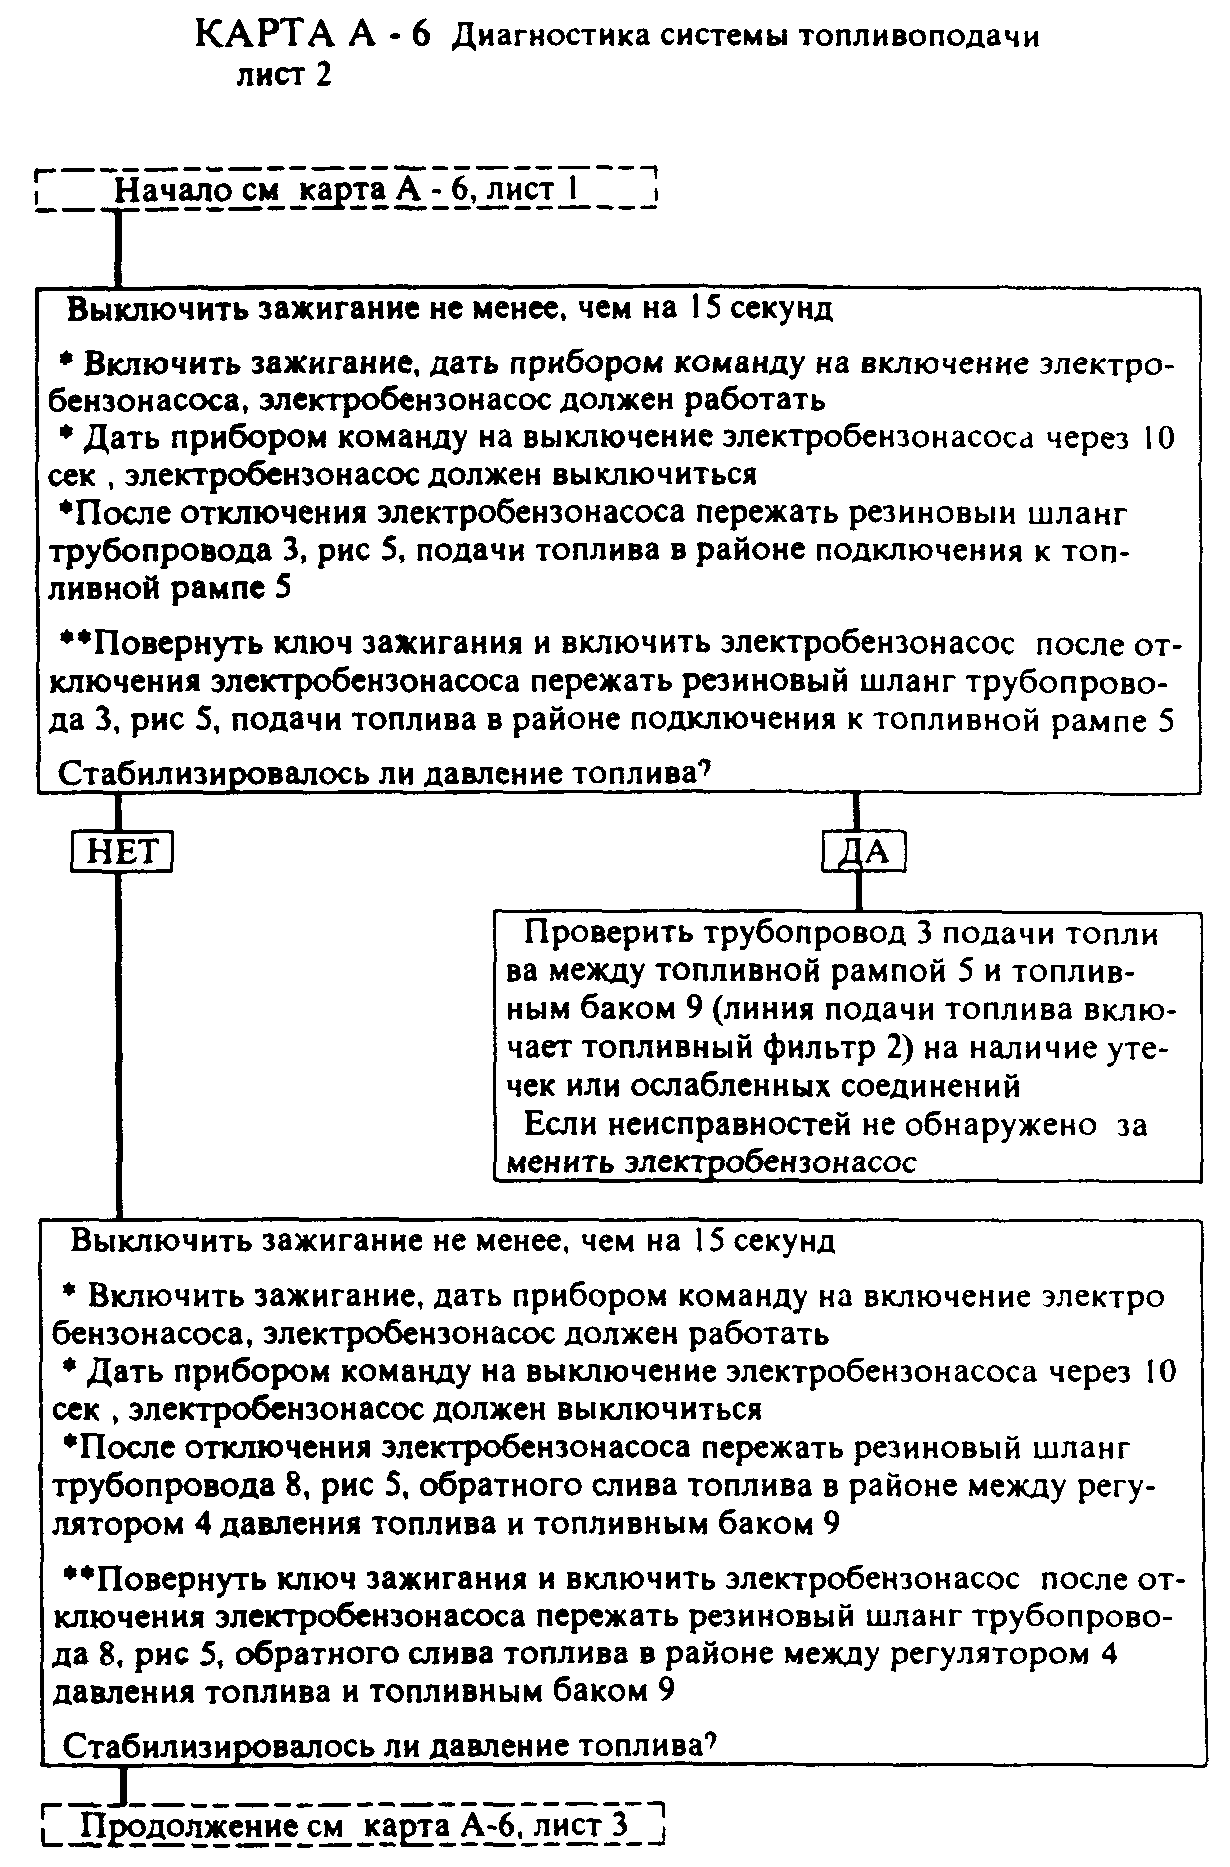 КАРТА А - 6 Диагностика системы топливоподачи
лист 2
Начало см карта А - 6, лист 1
Выключить зажигание не менее, чем на 15 секунд
* Включить зажигание, дать прибором команду на включение электро-
бензонасоса, электробензонасос должен работать
* Дать прибором команду на выключение электробензонасоса через 10
сек , электробензонасос должен выключиться
*После отключения электробензонасоса пережать резиновыи шланг
трубопровода 3, рис 5, подачи топлива в районе подключения к топ-
ливной рампе 5
**Повернуть ключ зажигания и включить электробензонасос после от-
ключения электробензонасоса пережать резиновый шланг трубопрово-
да 3, рис 5, подачи топлива в районе подключения к топливной рампе 5
Стабилизировалось ли давление топлива?
НЕТ
ДА
Проверить трубопровод 3 подачи топли
ва между топливной рампой 5 и топлив-
ным баком 9 (линия подачи топлива вклю-
чает топливный фильтр 2) на наличие уте-
чек или ослабленных соединений
Если неисправностей не обнаружено за
менить электробензонасос
Выключить зажигание не менее, чем на 15 секунд
* Включить зажигание, дать прибором команду на включение электро
бензонасоса, электробензонасос должен работать
* Дать прибором команду на выключение электробензонасоса через 10
сек , электробензонасос должен выключиться
*После отключения электробензонасоса пережать резиновый шланг
трубопровода 8, рис 5, обратного слива топлива в районе между регу-
лятором 4 давления топлива и топливным баком 9
**Повернуть ключ зажигания и включить электробензонасос после от-
ключения электробензонасоса пережать резиновый шланг трубопрово-
да 8, рис 5, обратного слива топлива в районе между регулятором 4
давления топлива и топливным баком 9
Стабилизировалось ли давление топлива?
Продолжение см карта А-6, лист 3